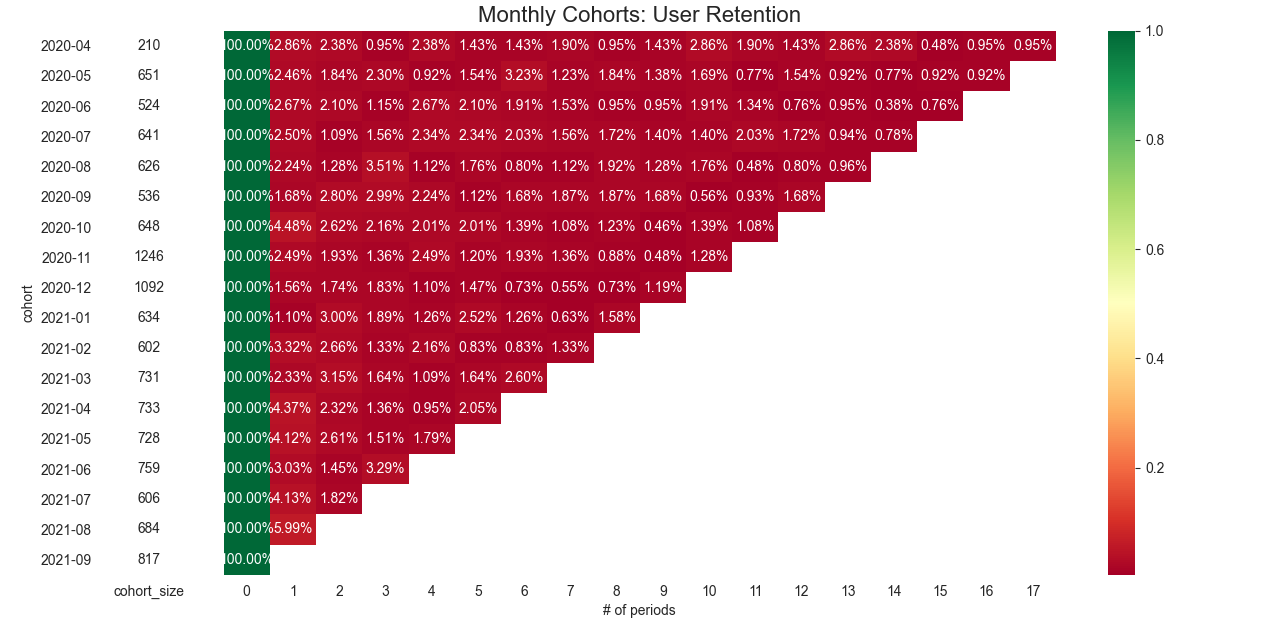 Monthly Cohorts: User Retention
2020-04 210 100.00% 2.86% 2.38% 0.95% 2.38% 1.43% 1.43% 1.90% 0.95% 1.43% 2.86% 1.90% 1.43% 2.86% 2.38% 0.48% 0.95% 0.95%
2020-05 651 100.00% 2.46% 1.84% 2.30% 0.92% 1.54% 3.23% 1.23% 1.84% 1.38% 1.69% 0.77% 1.54% 0.92% 0.77% 0.92% 0.92%
2020-06 524 100.00% 2.67% 2.10% 1.15% 2.67% 2.10% 1.91% 1.53% 0.95% 0.95% 1.91% 1.34% 0.76% 0.95% 0.38% 0.76%
2020-07 641 100.00% 2.50% 1.09% 1.56% 2.34% 2.34% 2.03% 1.56% 1.72% 1.40% 1.40% 2.03% 1.72% 0.94% 0.78%
2020-08 626 100.00% 2.24% 1.28% 3.51% 1.12% 1.76% 0.80% 1.12% 1.92% 1.28% 1.76% 0.48% 0.80% 0.96%
2020-09 536 100.00% 1.68% 2.80% 2.99% 2.24% 1.12% 1.68% 1.87% 1.87% 1.68% 0.56% 0.93% 1.68%
2020-10 648 100.00% 4.48% 2.62% 2.16% 2.01% 2.01% 1.39% 1.08% 1.23% 0.46% 1.39% 1.08%
2020-11 1246 100.00% 2.49% 1.93% 1.36% 2.49% 1.20% 1.93% 1.36% 0.88% 0.48% 1.28%
2020-12 1092 100.00% 1.56% 1.74% 1.83% 1.10% 1.47% 0.73% 0.55% 0.73% 1.19%
2021-01 634 100.00% 1.10% 3.00% 1.89% 1.26% 2.52% 1.26% 0.63% 1.58%
2021-02 602 100.00% 3.32% 2.66% 1.33% 2.16% 0.83% 0.83% 1.33%
2021-03 731 100.00% 2.33% 3.15% 1.64% 1.09% 1.64% 2.60%
2021-04 733 100.00% 4.37% 2.32% 1.36% 0.95% 2.05%
2021-05 728 100.00% 4.12% 2.61% 1.51% 1.79%
2021-06 759 100.00% 3.03% 1.45% 3.29%
2021-07 606 100.00% 4.13% 1.82%
2021-08 684 100.00% 5.99%
2021-09 817 100.00%
cohort
cohort_size 0 1 2 3 4 5 6 7 8 9 10 11 12 13 14 15 16 17
# of periods
1.0
0.8
0.6
0.4
0.2